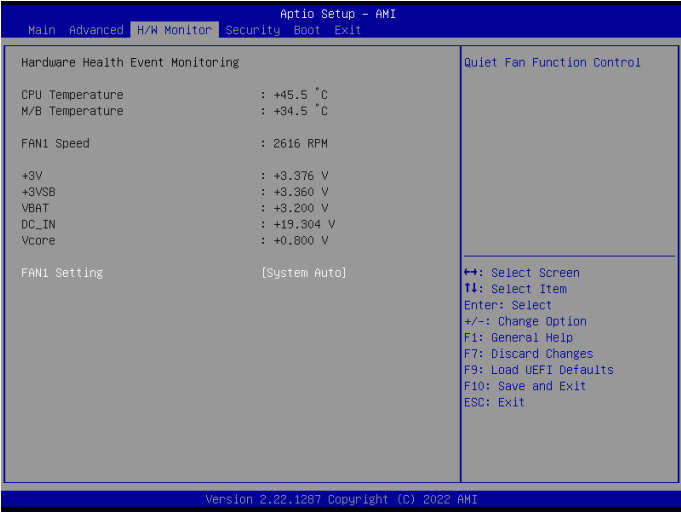 Aptio Setup - AMI
Main Advanced H/W Monitor Security Boot Exit
Hardware Health Event Monitoring
CPU Temperature : +45.5 °C
M/B Temperature : +34.5 °C
FAN1 Speed : 2616 RPM
+3V : +3.376 V
+3VSB : +3.360 V
VBAT : +3.200 V
DC_IN : +19.304 V
Vcore : +0.800 V
FAN1 Setting [System Auto]
Quiet Fan Function Control
↔: Select Screen
↑↓: Select Item
Enter: Select
+/-: Change Option
F1: General Help
F7: Discard Changes
F9: Load UEFI Defaults
F10: Save and Exit
ESC: Exit
Version 2.22.1287 Copyright (C) 2022 AMI